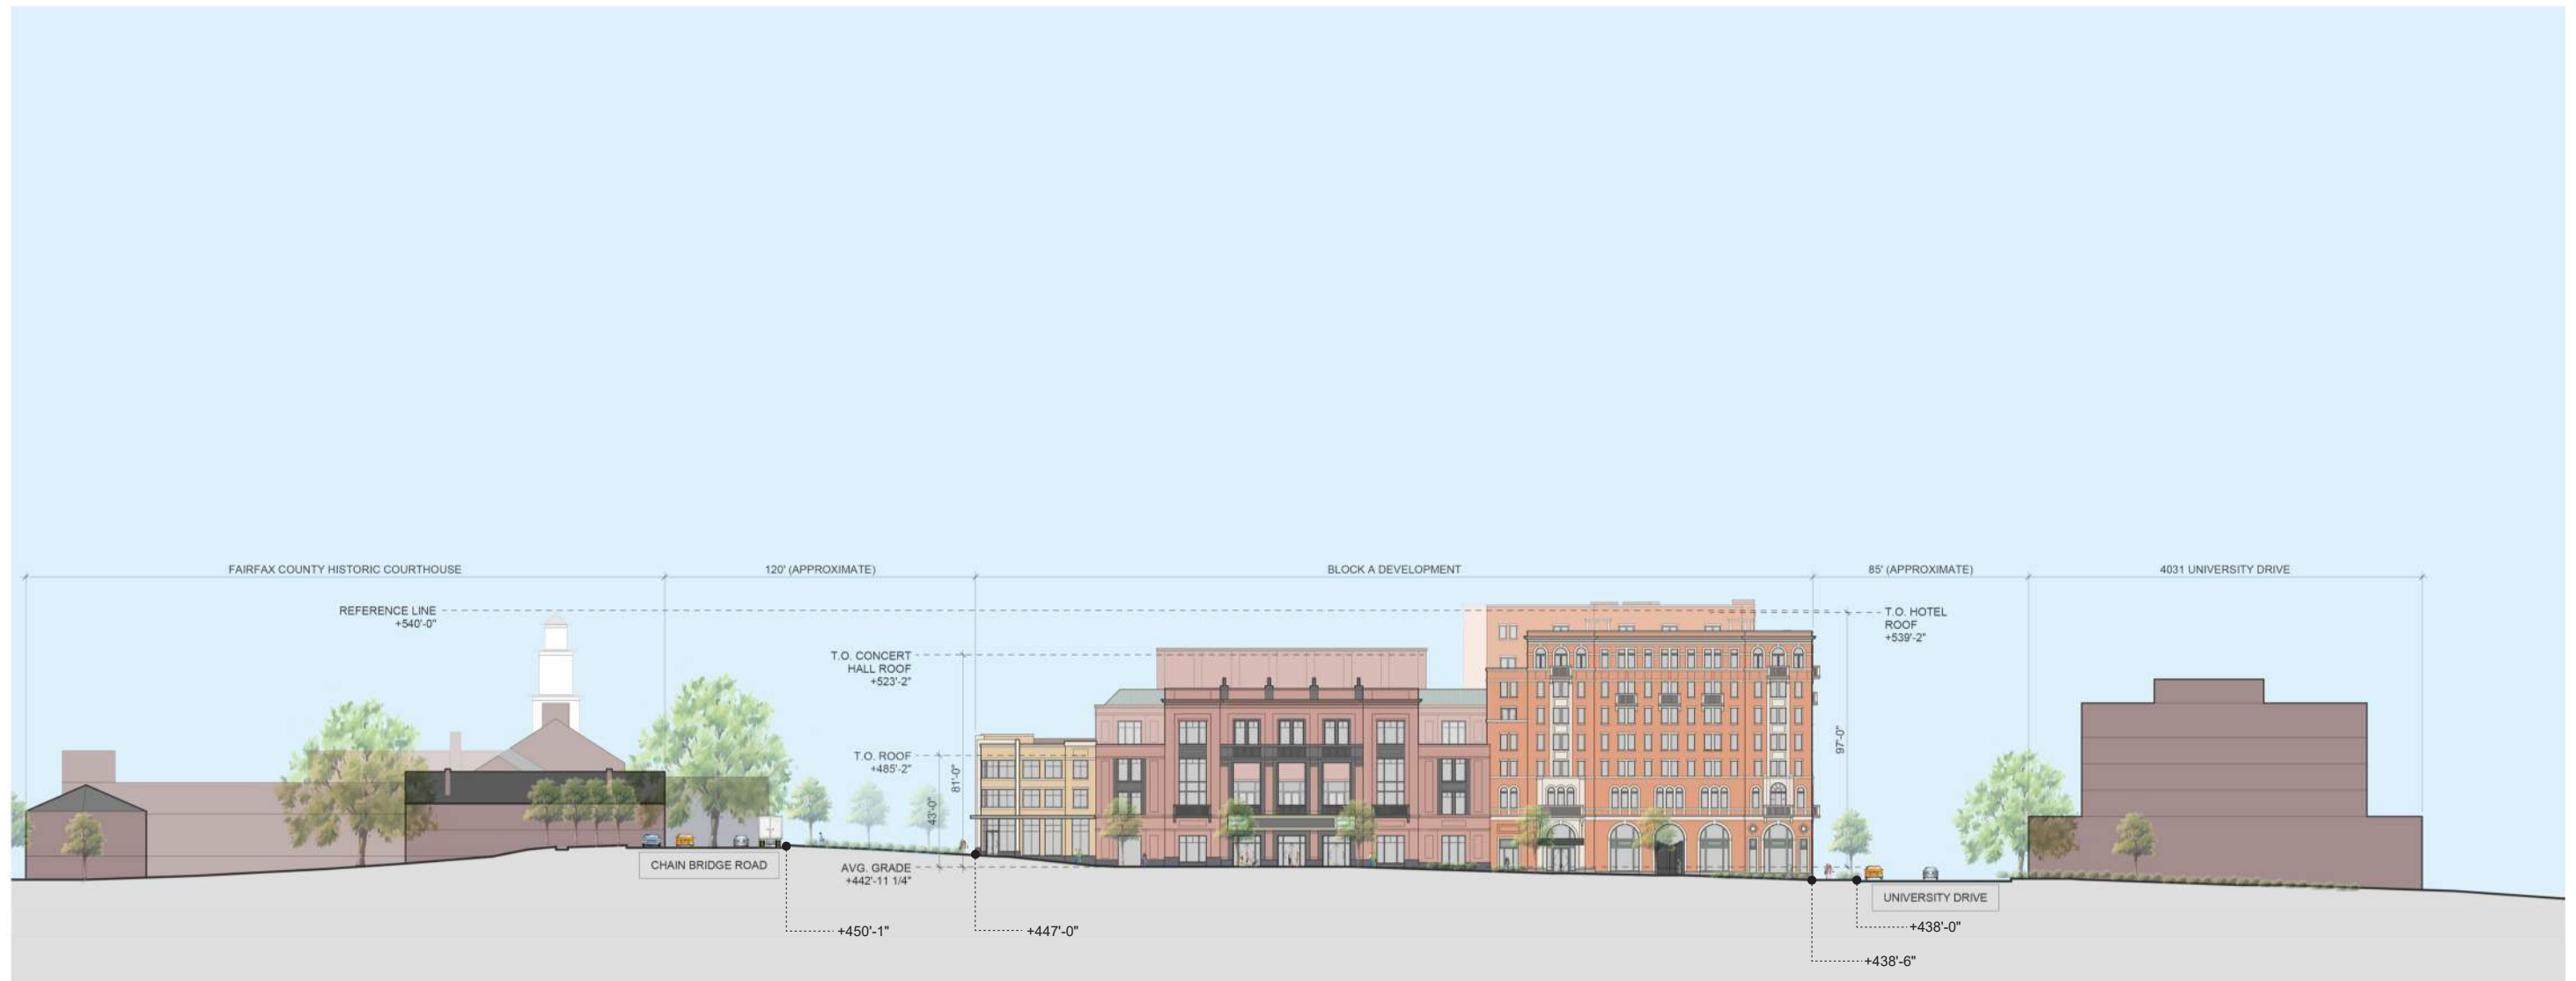 FAIRFAX COUNTY HISTORIC COURTHOUSE
120' (APPROXIMATE)
BLOCK A DEVELOPMENT
85' (APPROXIMATE)
4031 UNIVERSITY DRIVE
REFERENCE LINE
+540'-0"
T.O. HOTEL
ROOF
+539'-2"
T.O. CONCERT
HALL ROOF
+523'-2"
T.O. ROOF
+485'-2"
81'-0"
43'-0"
97'-0"
CHAIN BRIDGE ROAD
AVG. GRADE
+442'-11 1/4"
UNIVERSITY DRIVE
+450'-1"
+447'-0"
+438'-0"
+438'-6"